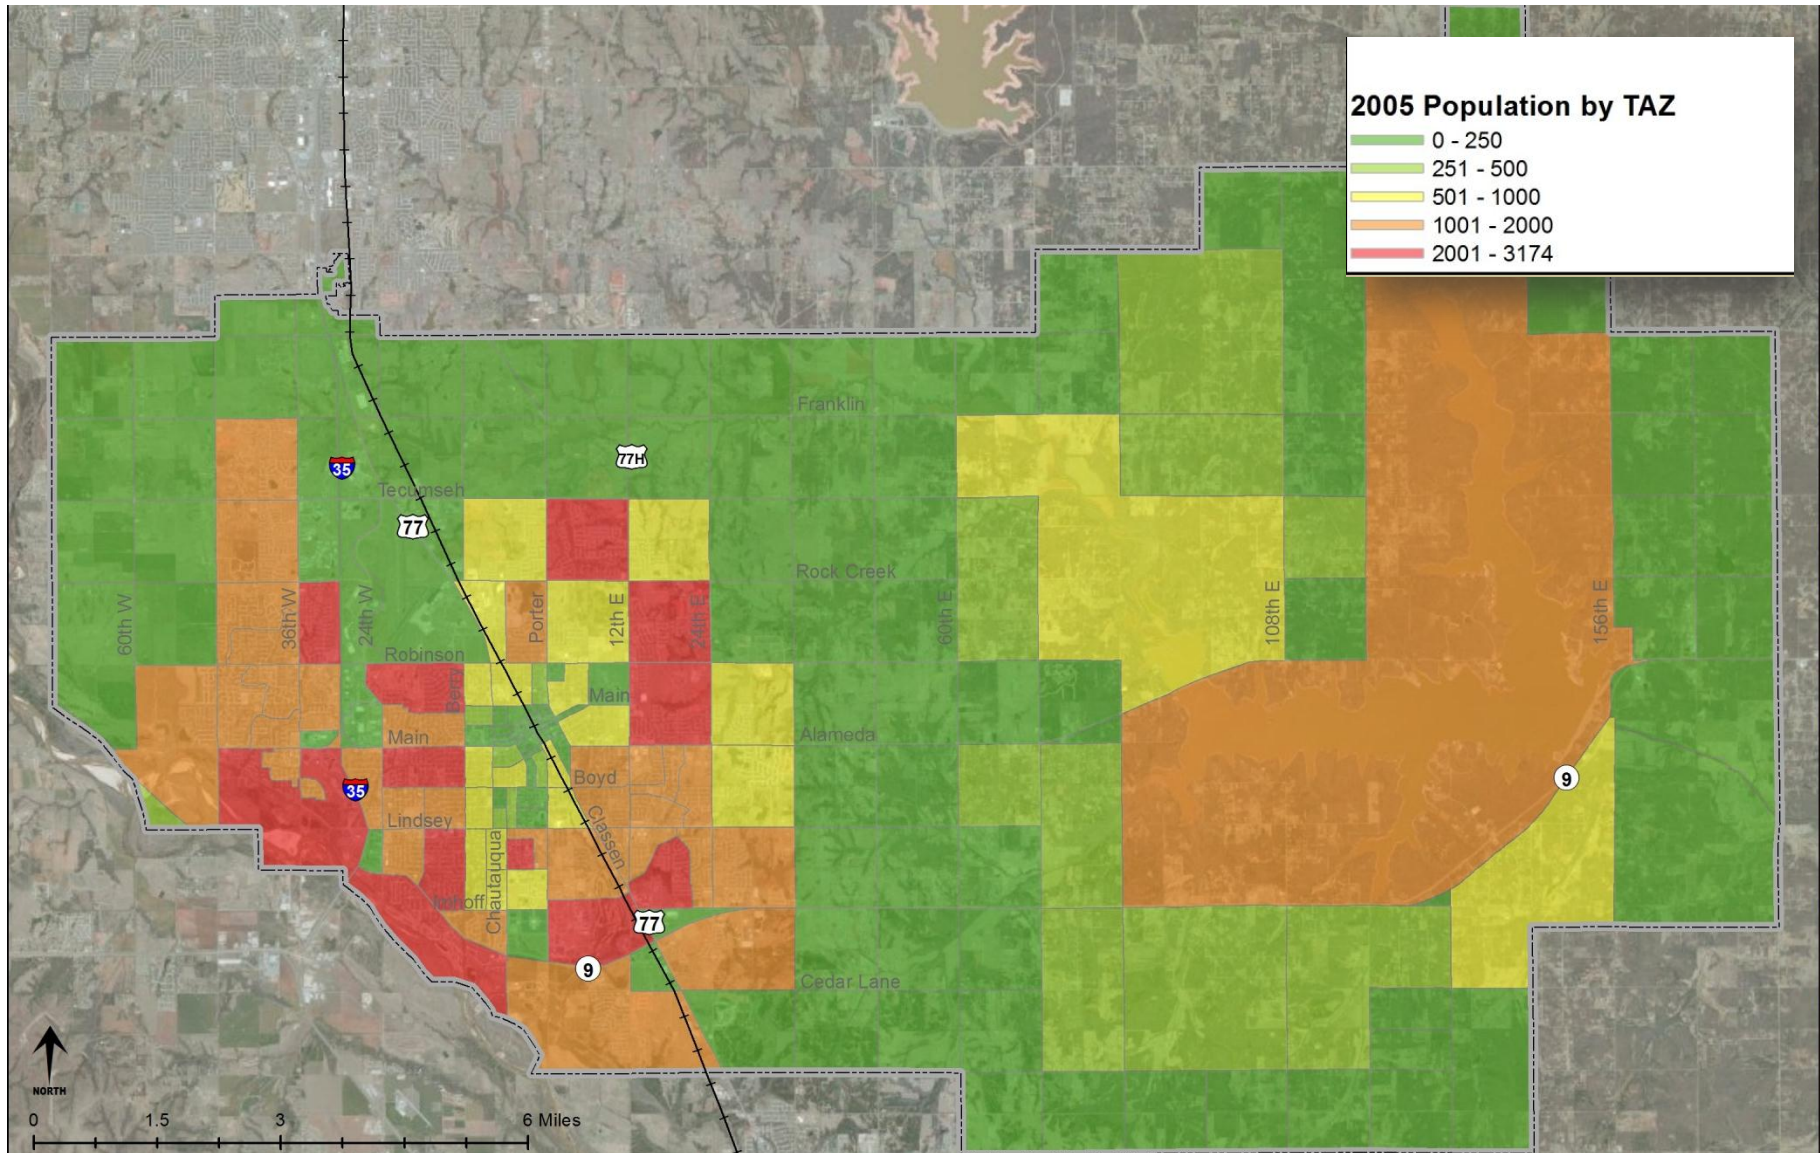 2005 Population by TAZ
0 - 250
251 - 500
501 - 1000
1001 - 2000
2001 - 3174
Franklin
77H
35
Tecumseh
77
Rock Creek
60th W
36th W
24th W
Porter
12th E
24th E
60th E
108th E
156th E
Robinson
Berry
Main
Main
Alameda
35
Boyd
9
Lindsey
Classen
Chautauqua
Imhoff
77
9
Cedar Lane
NORTH
0 1.5 3 6 Miles